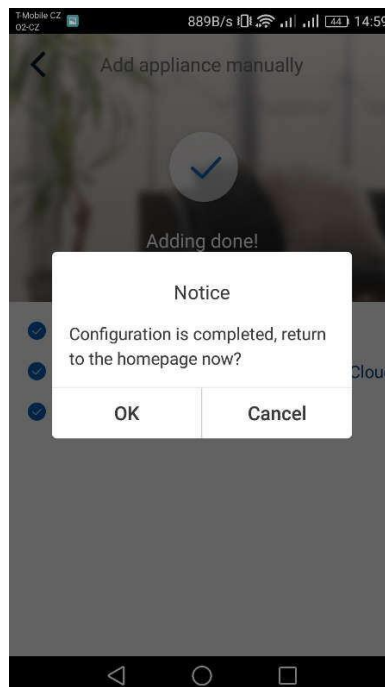 T-Mobile CZ
O2-CZ
889B/s 44 14:59
Add appliance manually
Adding done!
Notice
Configuration is completed, return
to the homepage now?
Cloud
OK Cancel